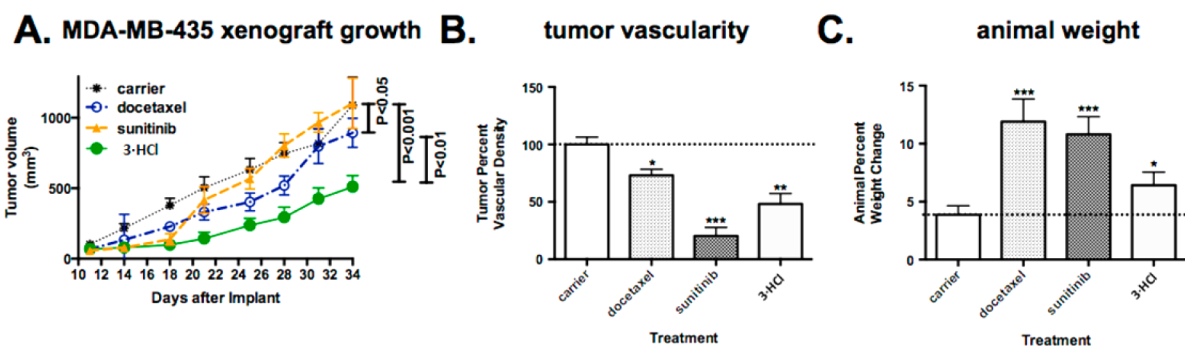 A. MDA-MB-435 xenograft growth
carrier
docetaxel
sunitinib
3·HCl
P<0.05
P<0.001
P<0.01
Tumor volume
(mm³)
1000
500
0
10 11 12 14 16 18 20 21 22 24 26 28 30 31 32 34
Days after Implant
B. tumor vascularity
Tumor Percent
Vascular Density
150
100
50
0
*
***
**
carrier
docetaxel
sunitinib
3·HCl
Treatment
C. animal weight
Animal Percent
Weight Change
15
10
5
0
***
***
*
carrier
docetaxel
sunitinib
3·HCl
Treatment